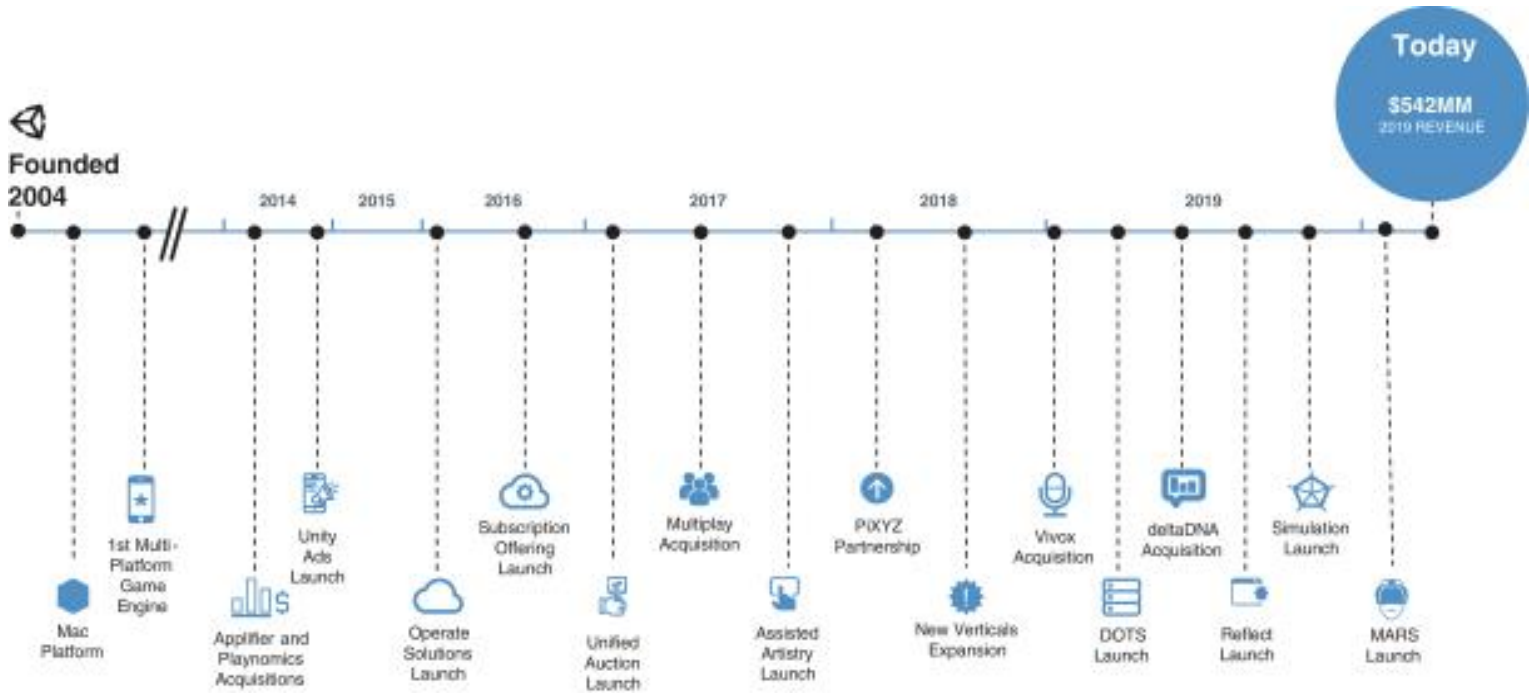 Today
$542MM
2019 REVENUE
Founded
2004
2014
2015
2016
2017
2018
2019
Mac
Platform
1st Multi-
Platform
Game
Engine
Applifier and
Playnomics
Acquisitions
$
Unity
Ads
Launch
Operate
Solutions
Launch
Subscription
Offering
Launch
Unified
Auction
Launch
Multiplay
Acquisition
Assisted
Artistry
Launch
PiXYZ
Partnership
New Verticals
Expansion
Vivox
Acquisition
DOTS
Launch
deltaDNA
Acquisition
Reflect
Launch
Simulation
Launch
MARS
Launch